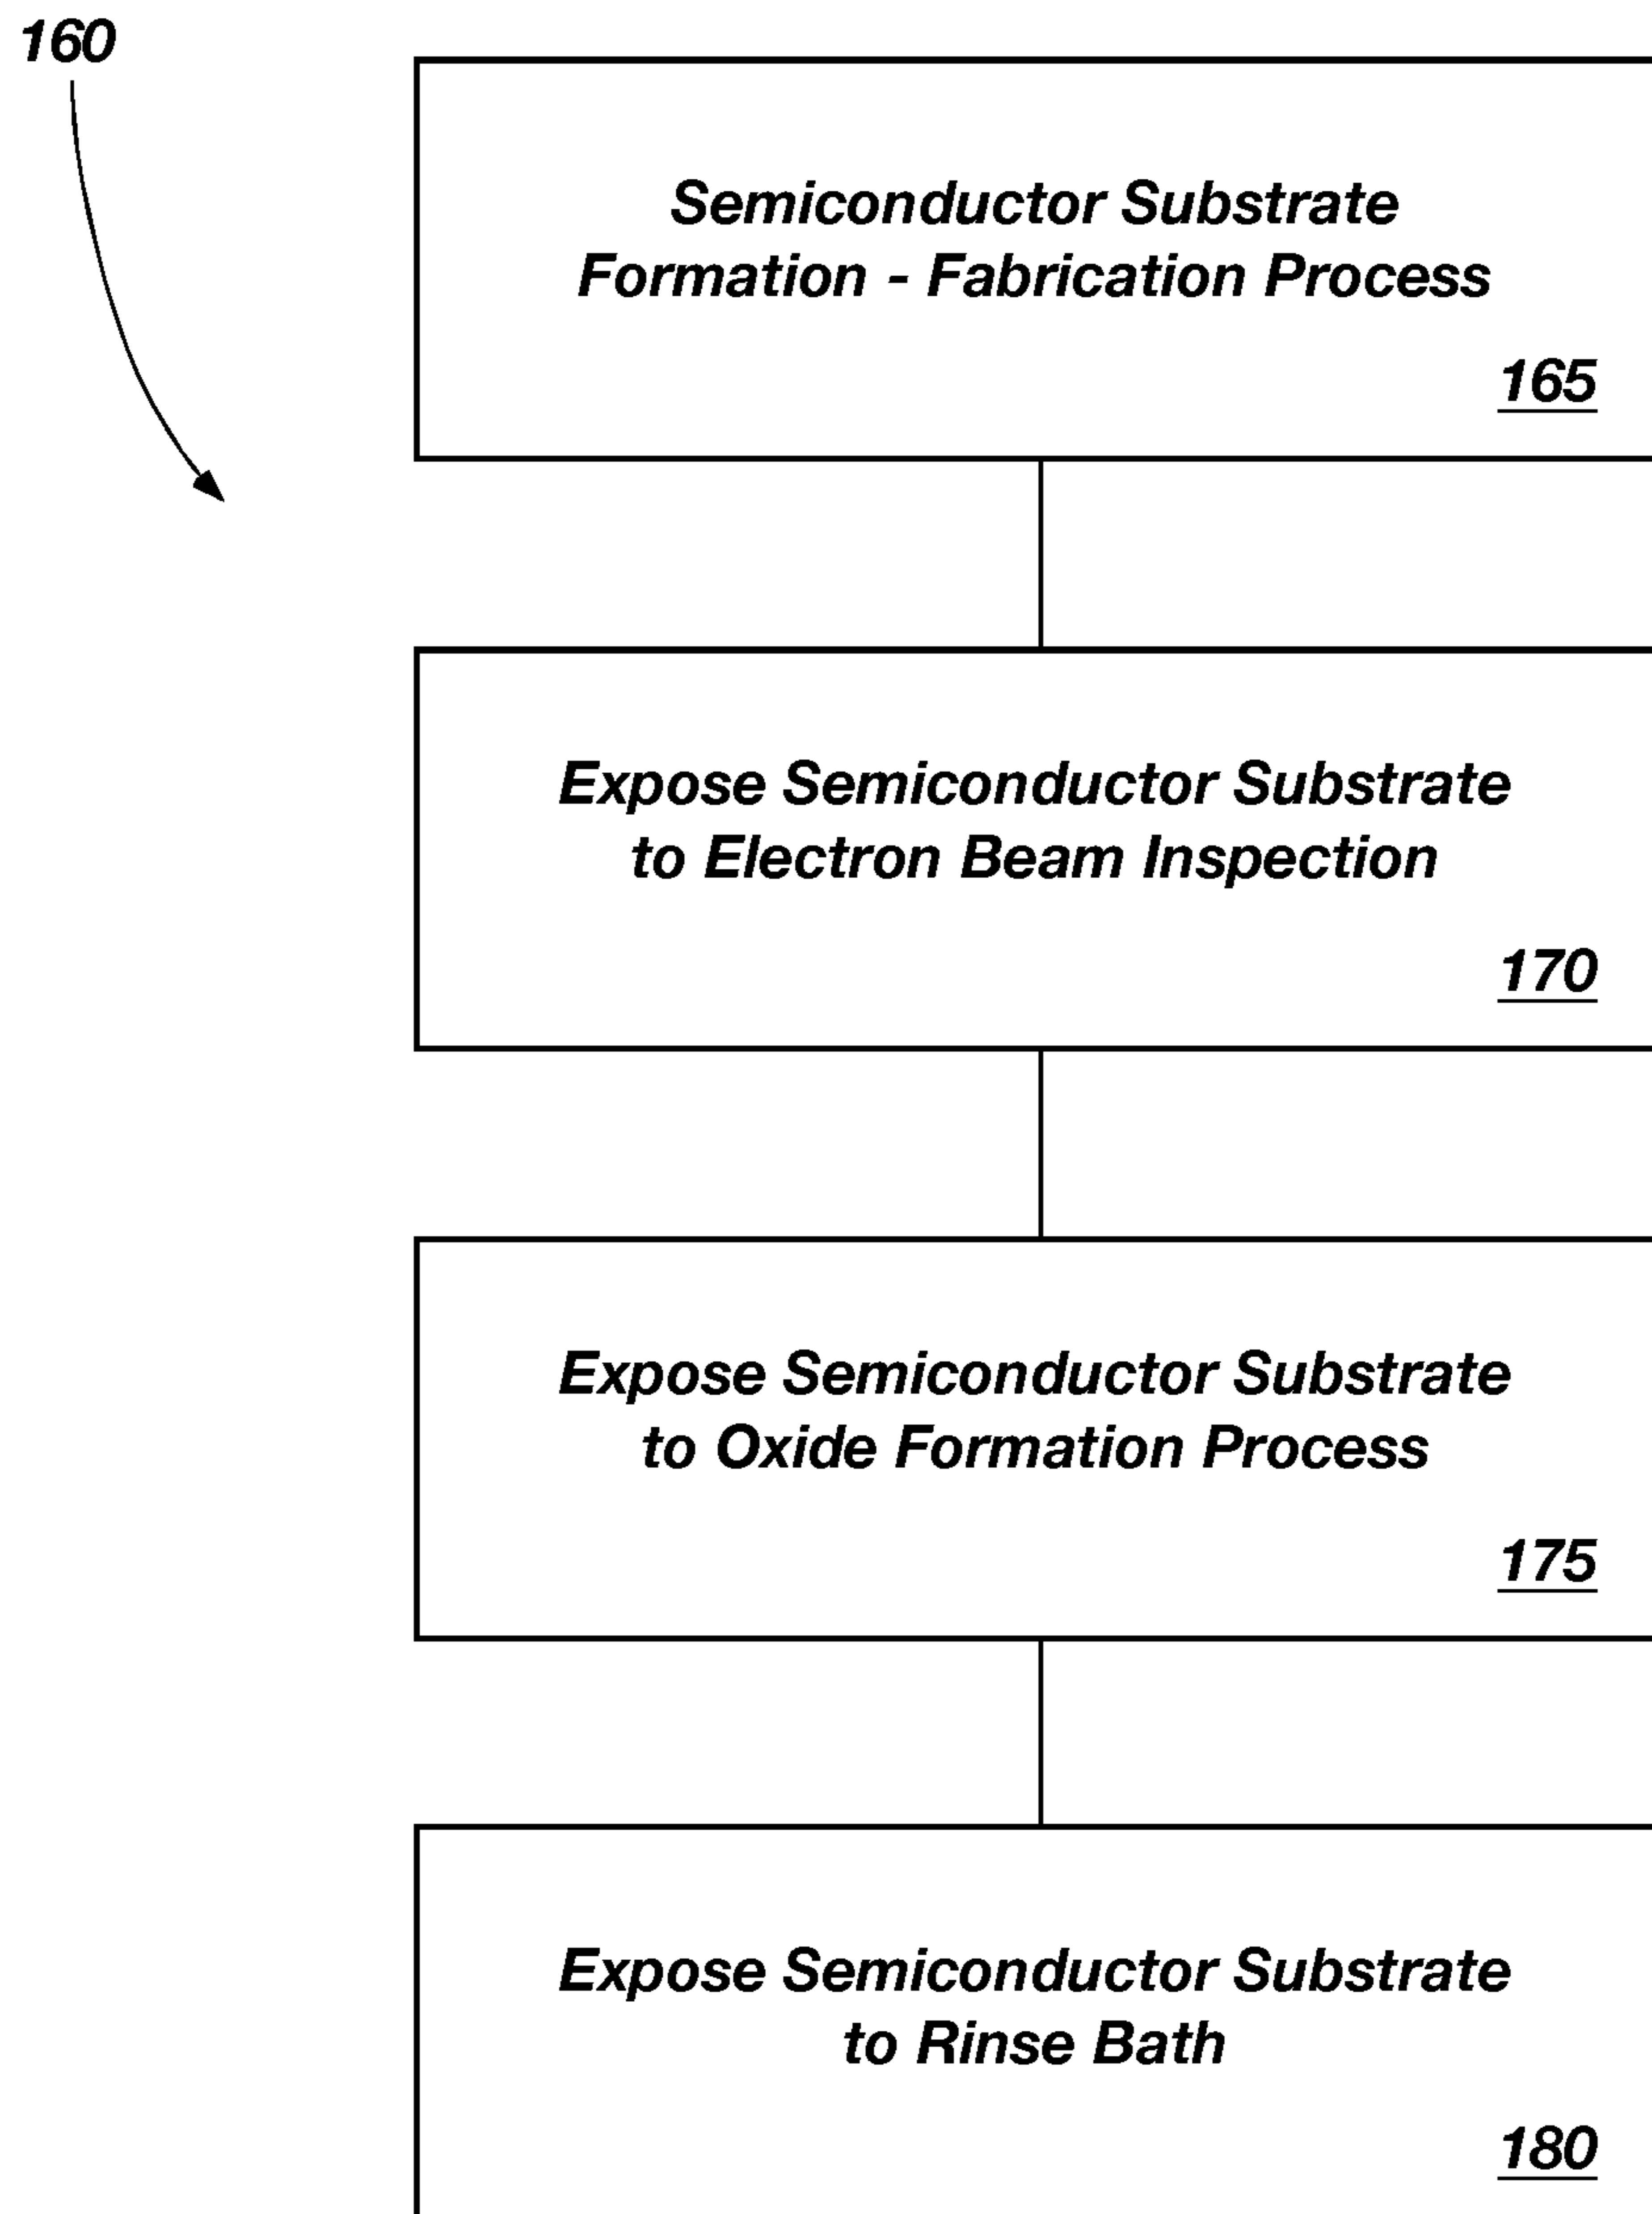 160
Semiconductor Substrate
Formation - Fabrication Process
165
Expose Semiconductor Substrate
to Electron Beam Inspection
170
Expose Semiconductor Substrate
to Oxide Formation Process
175
Expose Semiconductor Substrate
to Rinse Bath
180